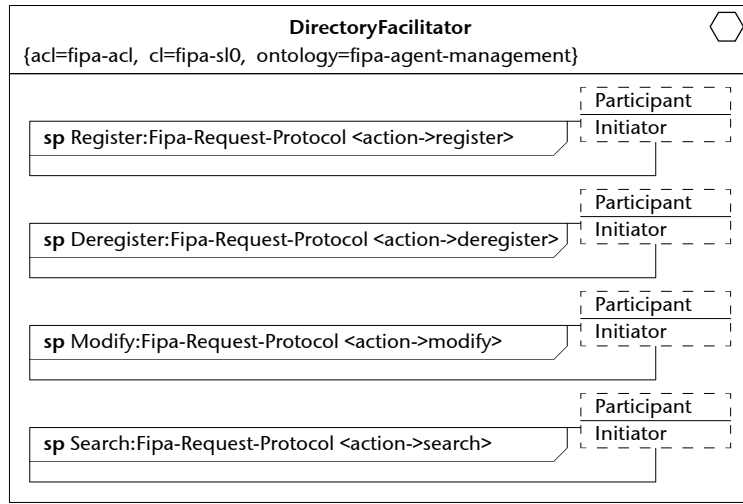 DirectoryFacilitator
{acl=fipa-acl, cl=fipa-sl0, ontology=fipa-agent-management}
Participant
sp Register:Fipa-Request-Protocol <action->register>
Initiator
Participant
sp Deregister:Fipa-Request-Protocol <action->deregister>
Initiator
Participant
sp Modify:Fipa-Request-Protocol <action->modify>
Initiator
Participant
sp Search:Fipa-Request-Protocol <action->search>
Initiator